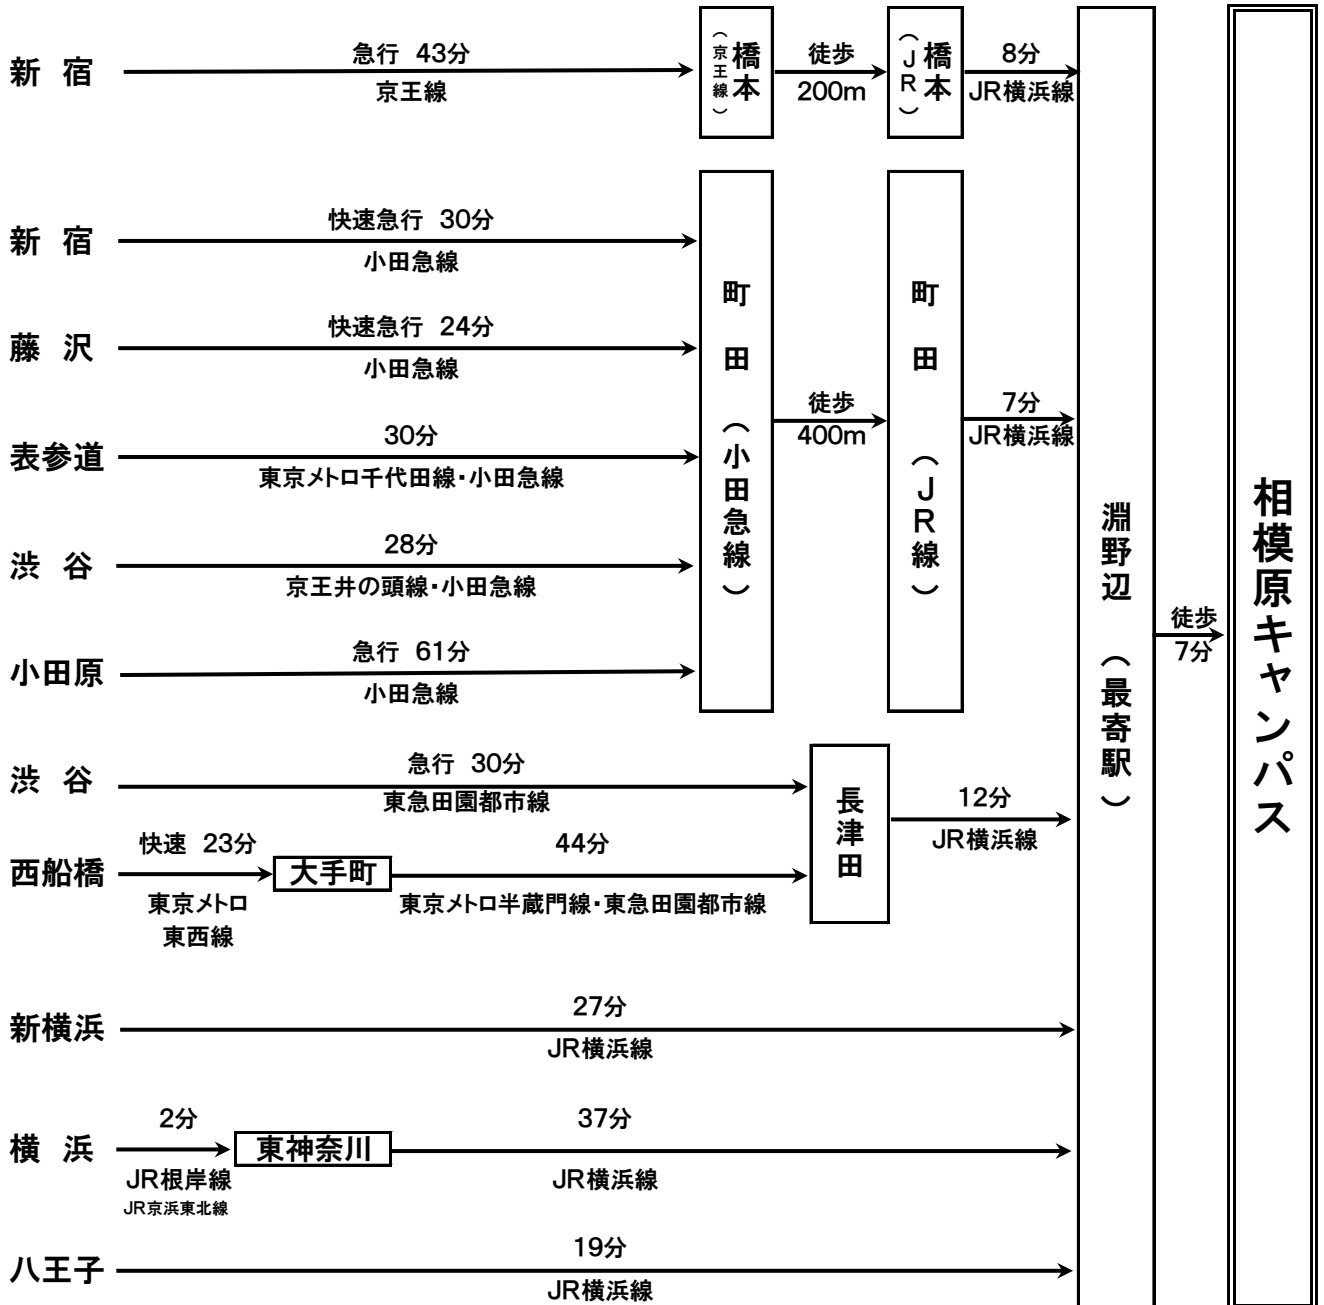 新宿
急行 43分
京王線
橋本
（京王線）
徒歩
200m
橋本
（JR）
8分
JR横浜線
新宿
快速急行 30分
小田急線
藤沢
快速急行 24分
小田急線
表参道
30分
東京メトロ千代田線・小田急線
渋谷
28分
京王井の頭線・小田急線
小田原
急行 61分
小田急線
町田（小田急線）
徒歩
400m
町田（JR線）
7分
JR横浜線
渋谷
急行 30分
東急田園都市線
西船橋
快速 23分
東京メトロ
東西線
大手町
44分
東京メトロ半蔵門線・東急田園都市線
長津田
12分
JR横浜線
新横浜
27分
JR横浜線
横浜
2分
JR根岸線
JR京浜東北線
東神奈川
37分
JR横浜線
八王子
19分
JR横浜線
淵野辺（最寄駅）
徒歩
7分
相模原キャンパス